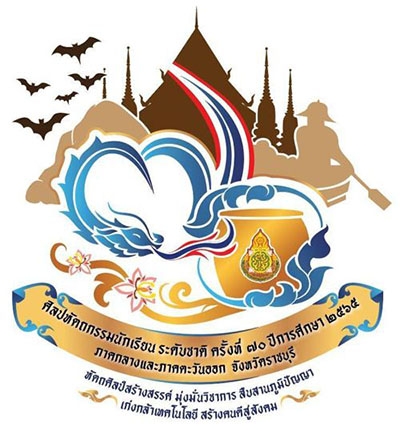 ศิลปหัตถกรรมนักเรียน ระดับชาติ ครั้งที่ ๗๐ ปีการศึกษา ๒๕๖๕
ภาคกลางและภาคตะวันออก จังหวัดราชบุรี
หัตถศิลป์สร้างสรรค์ มุ่งมั่นวิชาการ สืบสานภูมิปัญญา
เก่งกล้าเทคโนโลยี สร้างคนดีสู่สังคม